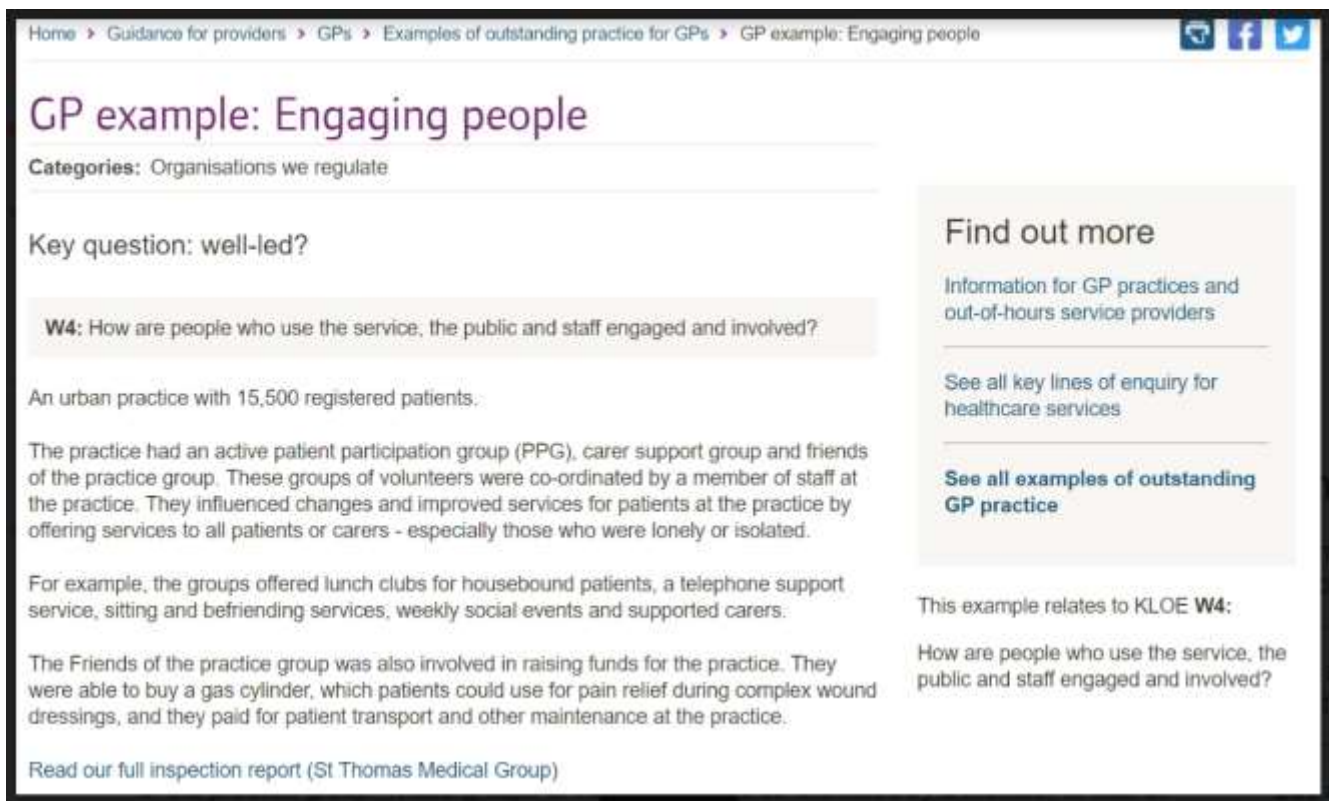 Home > Guidance for providers > GPs > Examples of outstanding practice for GPs > GP example: Engaging people
GP example: Engaging people
Categories: Organisations we regulate
Key question: well-led?
W4: How are people who use the service, the public and staff engaged and involved?
An urban practice with 15,500 registered patients.
The practice had an active patient participation group (PPG), carer support group and friends
of the practice group. These groups of volunteers were co-ordinated by a member of staff at
the practice. They influenced changes and improved services for patients at the practice by
offering services to all patients or carers - especially those who were lonely or isolated.
For example, the groups offered lunch clubs for housebound patients, a telephone support
service, sitting and befriending services, weekly social events and supported carers.
The Friends of the practice group was also involved in raising funds for the practice. They
were able to buy a gas cylinder, which patients could use for pain relief during complex wound
dressings, and they paid for patient transport and other maintenance at the practice.
Read our full inspection report (St Thomas Medical Group)
Find out more
Information for GP practices and
out-of-hours service providers
See all key lines of enquiry for
healthcare services
See all examples of outstanding
GP practice
This example relates to KLOE W4:
How are people who use the service, the
public and staff engaged and involved?